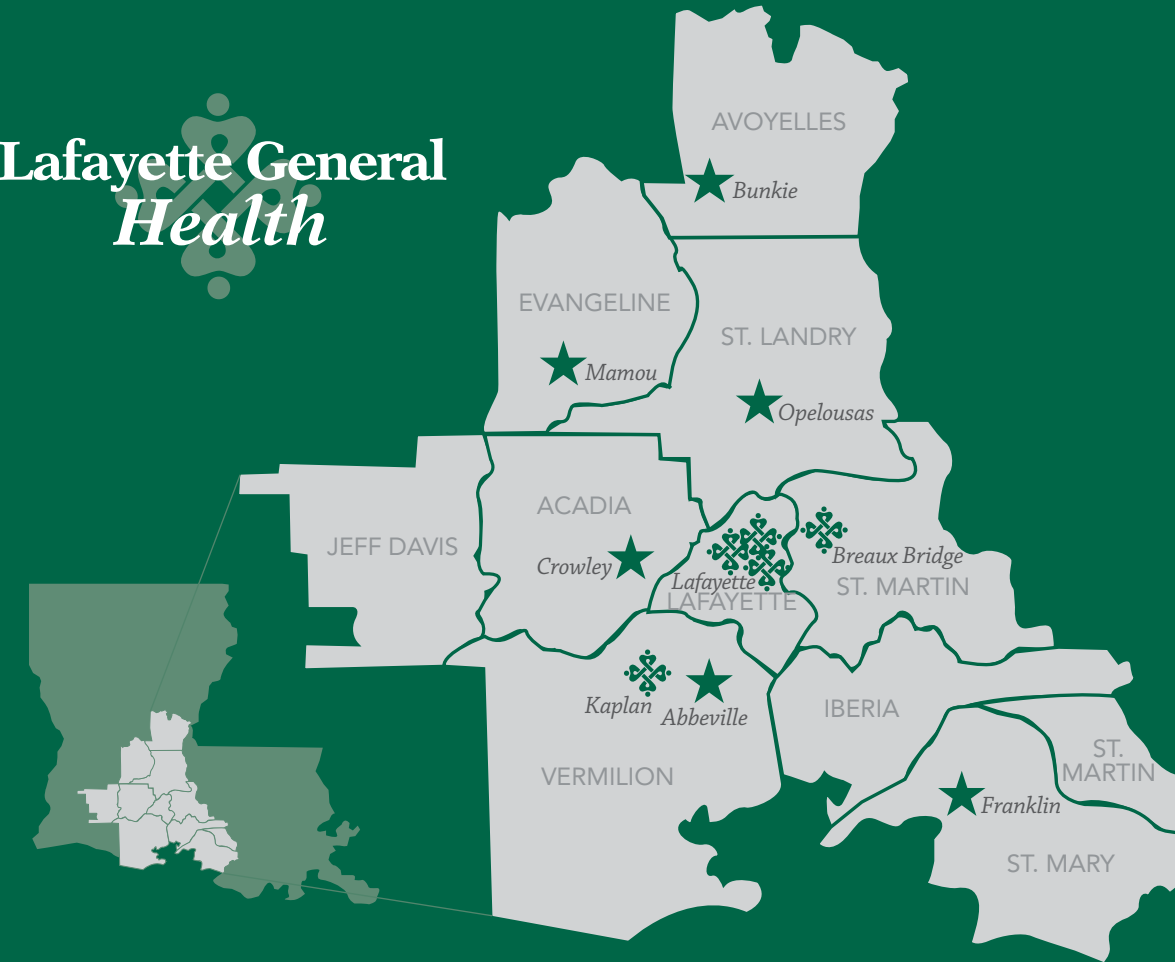 Lafayette General
Health
AVOYELLES
Bunkie
EVANGELINE
ST. LANDRY
Mamou
Opelousas
ACADIA
JEFF DAVIS
Crowley
Breaux Bridge
Lafayette
ST. MARTIN
LAFAYETTE
Kaplan
Abbeville
IBERIA
VERMILION
ST.
MARTIN
Franklin
ST. MARY